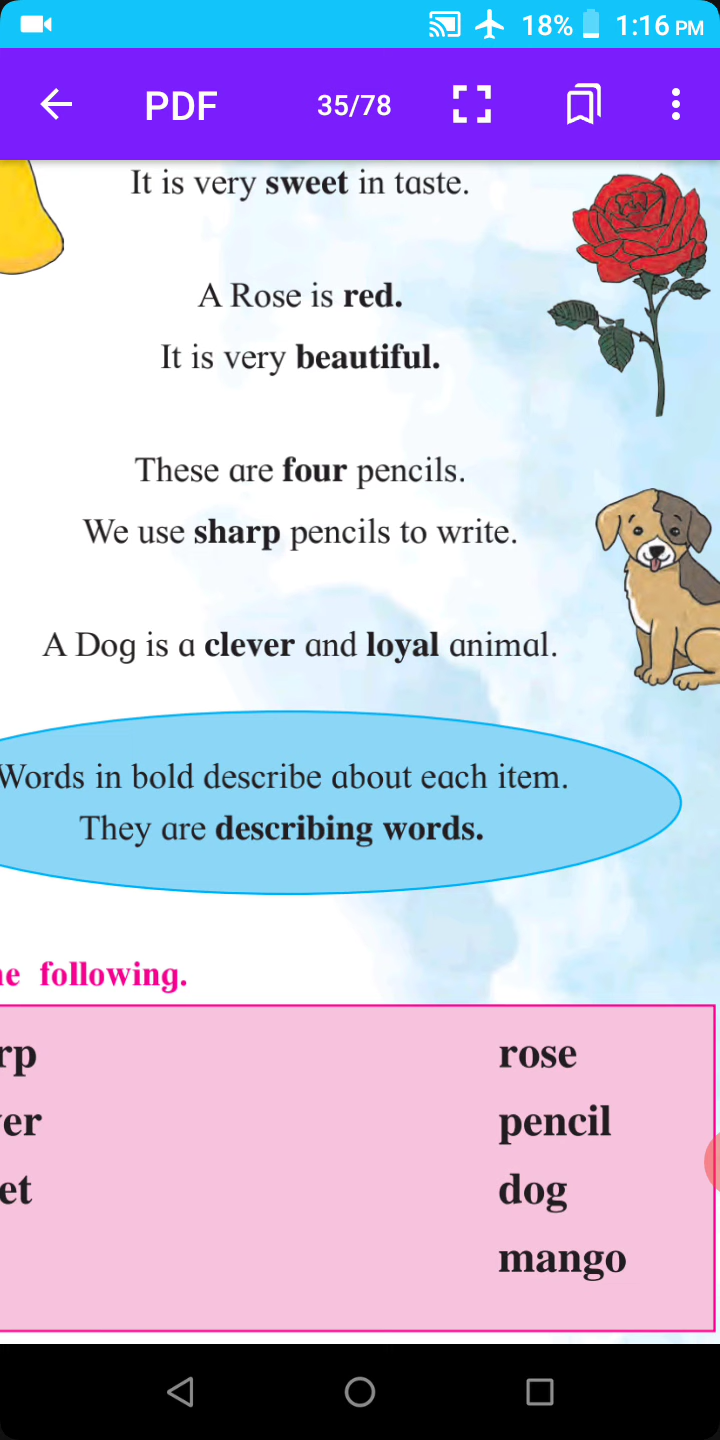 18% 1:16 PM
PDF 35/78
It is very sweet in taste.
A Rose is red.
It is very beautiful.
These are four pencils.
We use sharp pencils to write.
A Dog is a clever and loyal animal.
Words in bold describe about each item.
They are describing words.
following.
rose
pencil
dog
mango